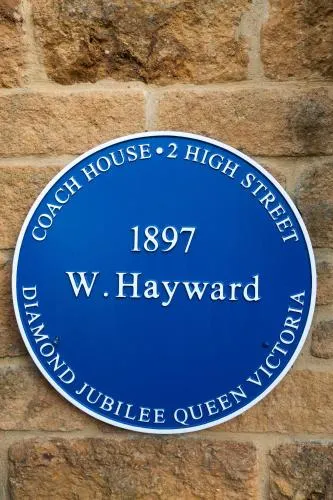 COACH HOUSE • 2 HIGH STREET
1897
W. Hayward
DIAMOND JUBILEE QUEEN VICTORIA